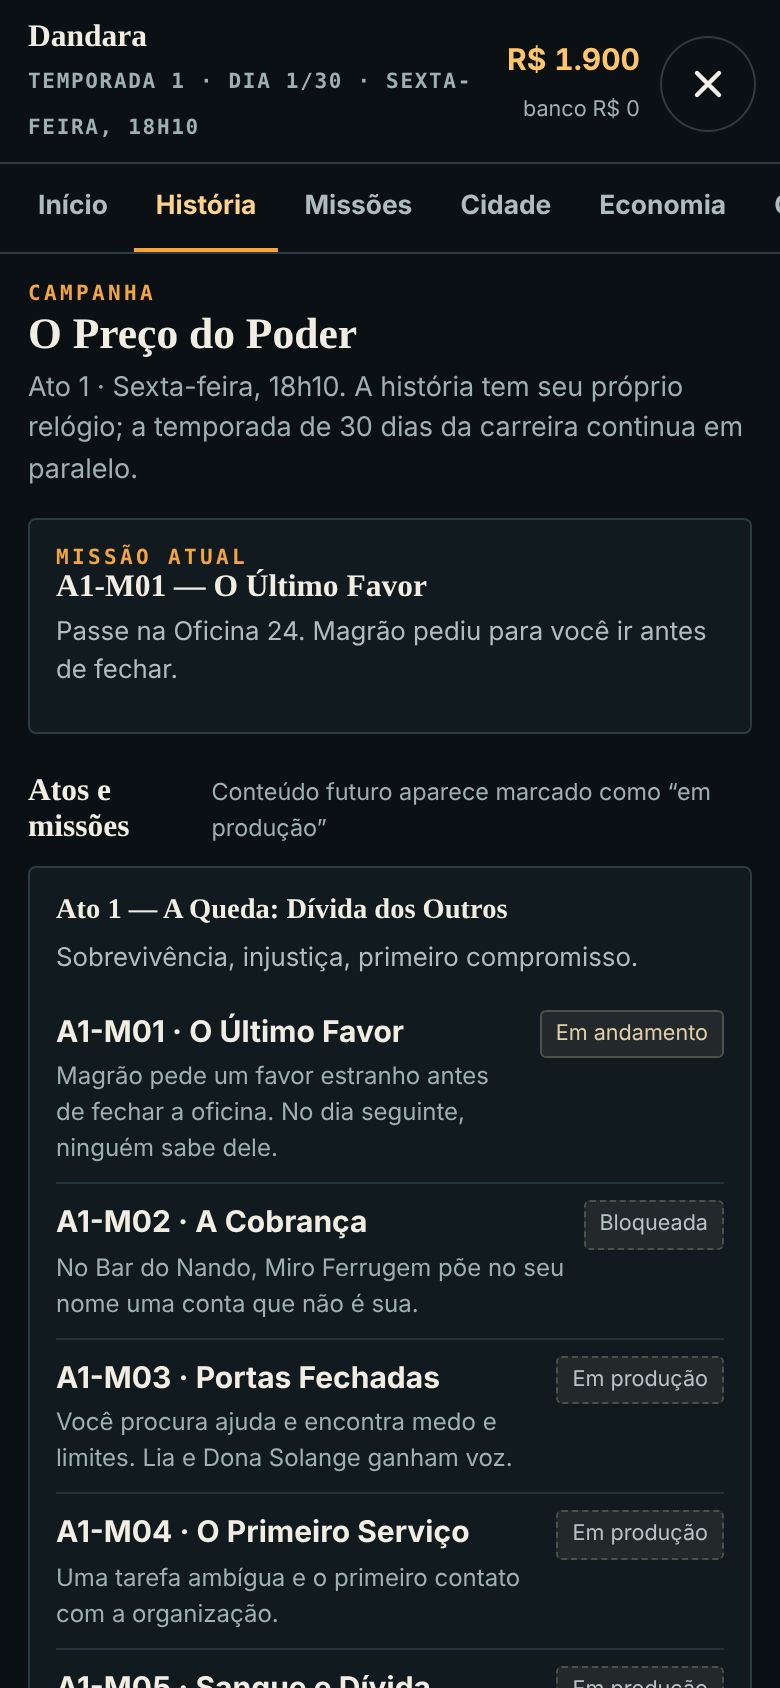 Dandara
TEMPORADA 1 · DIA 1/30 · SEXTA-
FEIRA, 18H10
R$ 1.900
banco R$ 0
Início História Missões Cidade Economia
CAMPANHA
O Preço do Poder
Ato 1 · Sexta-feira, 18h10. A história tem seu próprio
relógio; a temporada de 30 dias da carreira continua em
paralelo.
MISSÃO ATUAL
A1-M01 — O Último Favor
Passe na Oficina 24. Magrão pediu para você ir antes
de fechar.
Atos e
missões
Conteúdo futuro aparece marcado como “em
produção”
Ato 1 — A Queda: Dívida dos Outros
Sobrevivência, injustiça, primeiro compromisso.
A1-M01 · O Último Favor
Em andamento
Magrão pede um favor estranho antes
de fechar a oficina. No dia seguinte,
ninguém sabe dele.
A1-M02 · A Cobrança
Bloqueada
No Bar do Nando, Miro Ferrugem põe no seu
nome uma conta que não é sua.
A1-M03 · Portas Fechadas
Em produção
Você procura ajuda e encontra medo e
limites. Lia e Dona Solange ganham voz.
A1-M04 · O Primeiro Serviço
Em produção
Uma tarefa ambígua e o primeiro contato
com a organização.
A1-M05 · Sangue e Dívida
Em produção